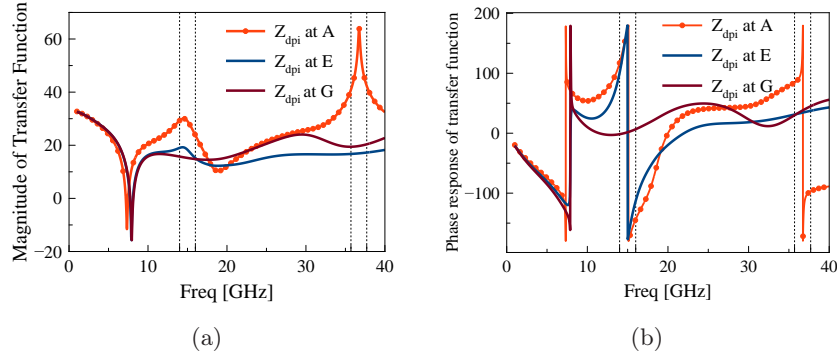 Magnitude of Transfer Function
60
40
20
0
−20
0
10
20
30
40
Freq [GHz]
Z_dpi at A
Z_dpi at E
Z_dpi at G
(a)
Phase response of transfer function
200
100
0
−100
−200
0
10
20
30
40
Freq [GHz]
Z_dpi at A
Z_dpi at E
Z_dpi at G
(b)